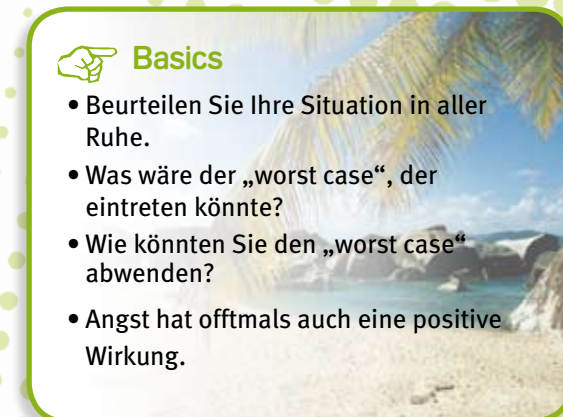 Basics
• Beurteilen Sie Ihre Situation in aller
Ruhe.
• Was wäre der „worst case“, der
eintreten könnte?
• Wie könnten Sie den „worst case“
abwenden?
• Angst hat offtmals auch eine positive
Wirkung.